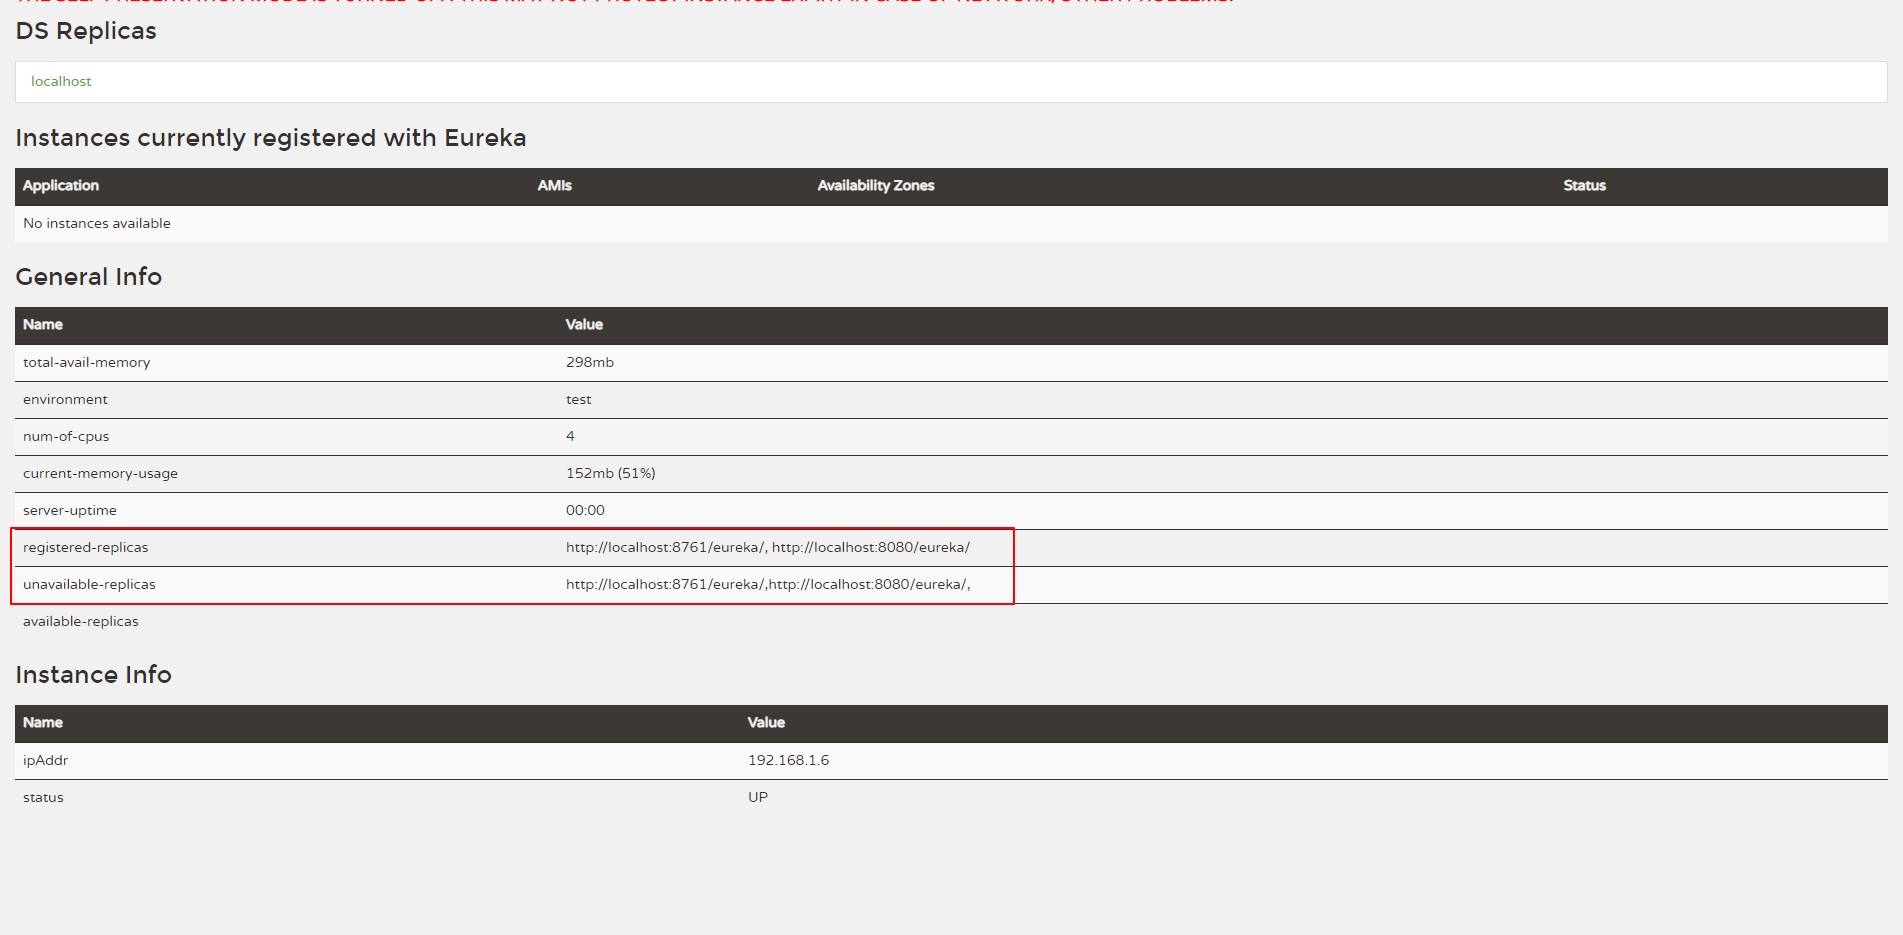 DS Replicas
localhost
Instances currently registered with Eureka
Application AMIs Availability Zones Status
No instances available
General Info
Name Value
total-avail-memory 298mb
environment test
num-of-cpus 4
current-memory-usage 152mb (51%)
server-uptime 00:00
registered-replicas http://localhost:8761/eureka/, http://localhost:8080/eureka/
unavailable-replicas http://localhost:8761/eureka/,http://localhost:8080/eureka/,
available-replicas
Instance Info
Name Value
ipAddr 192.168.1.6
status UP